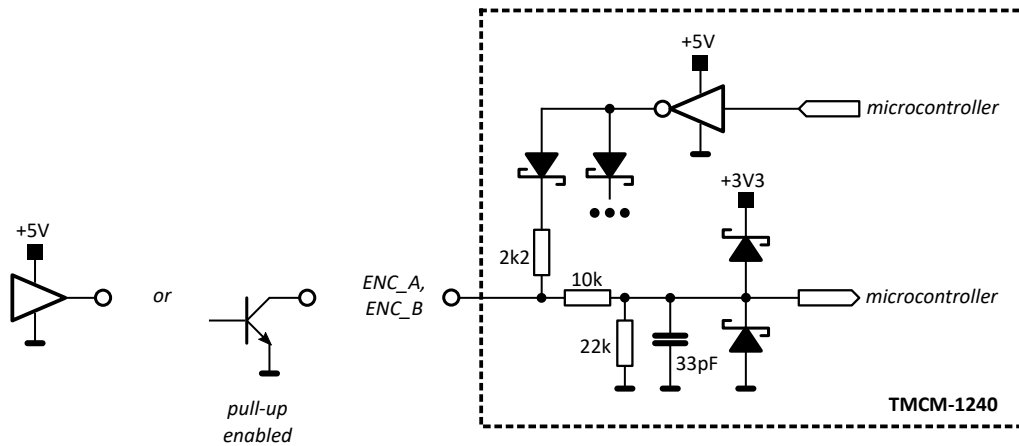 +5V
microcontroller
+3V3
+5V
2k2
10k
or
ENC_A,
ENC_B
microcontroller
22k
33pF
pull-up
enabled
TMCM-1240